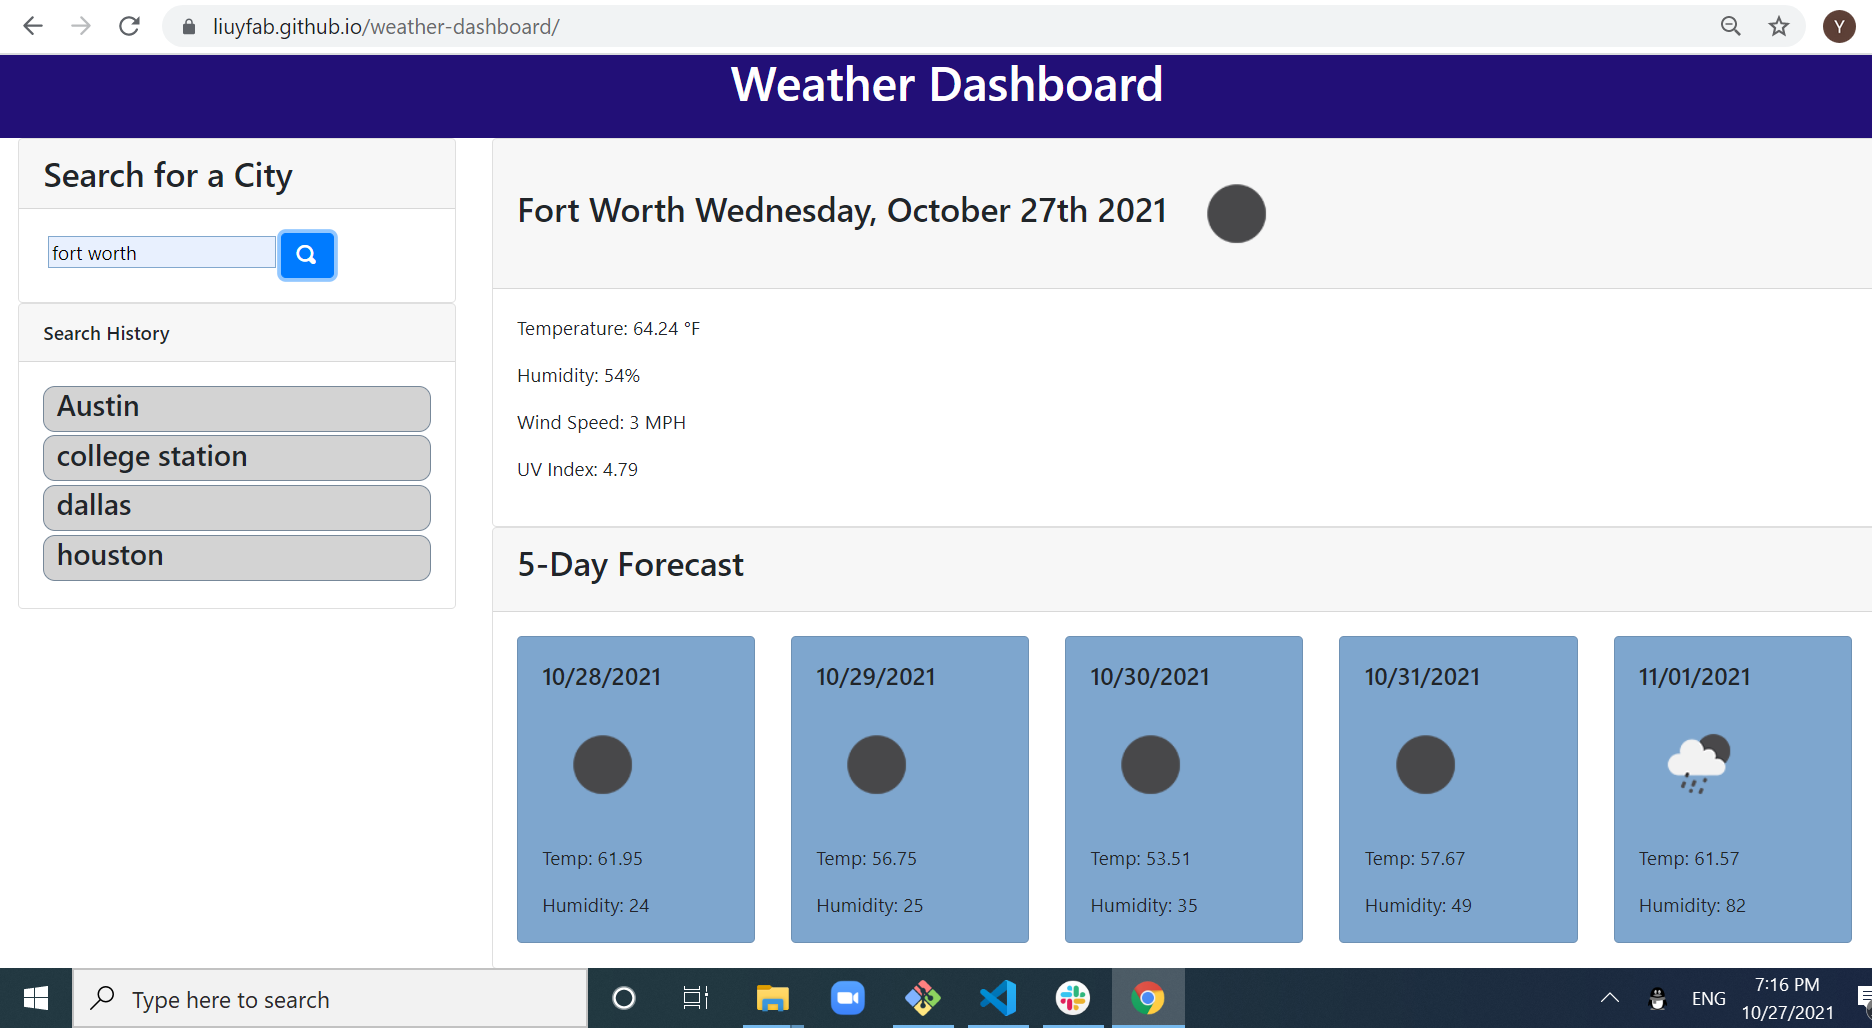 liuyfab.github.io/weather-dashboard/
Y
Weather Dashboard
Search for a City
fort worth
Search History
Austin
college station
dallas
houston
Fort Worth Wednesday, October 27th 2021
Temperature: 64.24 °F
Humidity: 54%
Wind Speed: 3 MPH
UV Index: 4.79
5-Day Forecast
10/28/2021
Temp: 61.95
Humidity: 24
10/29/2021
Temp: 56.75
Humidity: 25
10/30/2021
Temp: 53.51
Humidity: 35
10/31/2021
Temp: 57.67
Humidity: 49
11/01/2021
Temp: 61.57
Humidity: 82
Type here to search
ENG
7:16 PM
10/27/2021